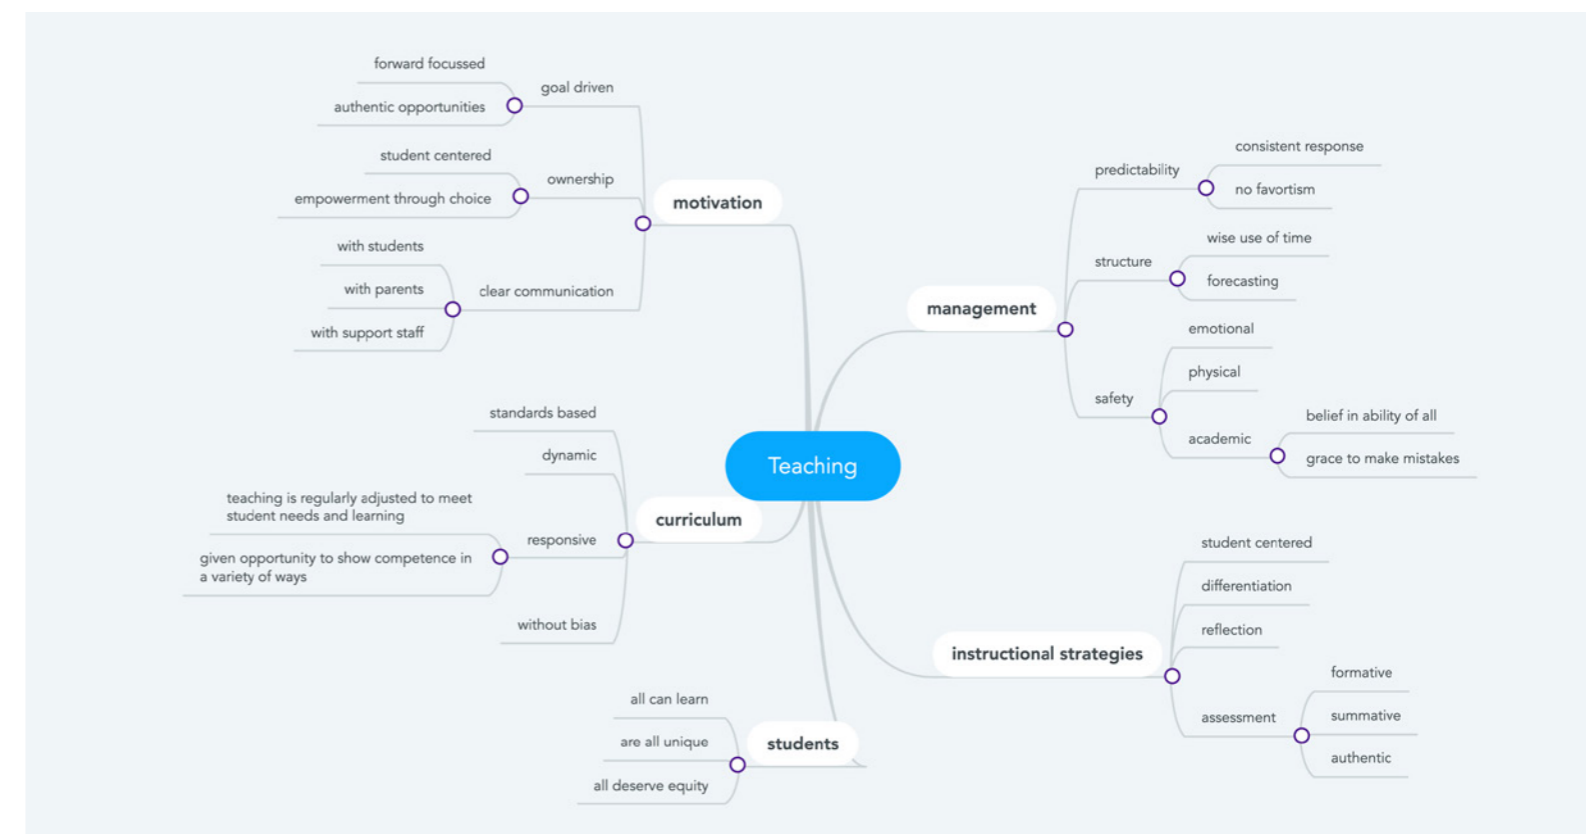 Teaching
motivation
goal driven
forward focussed
authentic opportunities
ownership
student centered
empowerment through choice
clear communication
with students
with parents
with support staff
curriculum
standards based
dynamic
responsive
teaching is regularly adjusted to meet
student needs and learning
given opportunity to show competence in
a variety of ways
without bias
students
all can learn
are all unique
all deserve equity
management
predictability
consistent response
no favortism
structure
wise use of time
forecasting
safety
emotional
physical
academic
belief in ability of all
grace to make mistakes
instructional strategies
student centered
differentiation
reflection
assessment
formative
summative
authentic